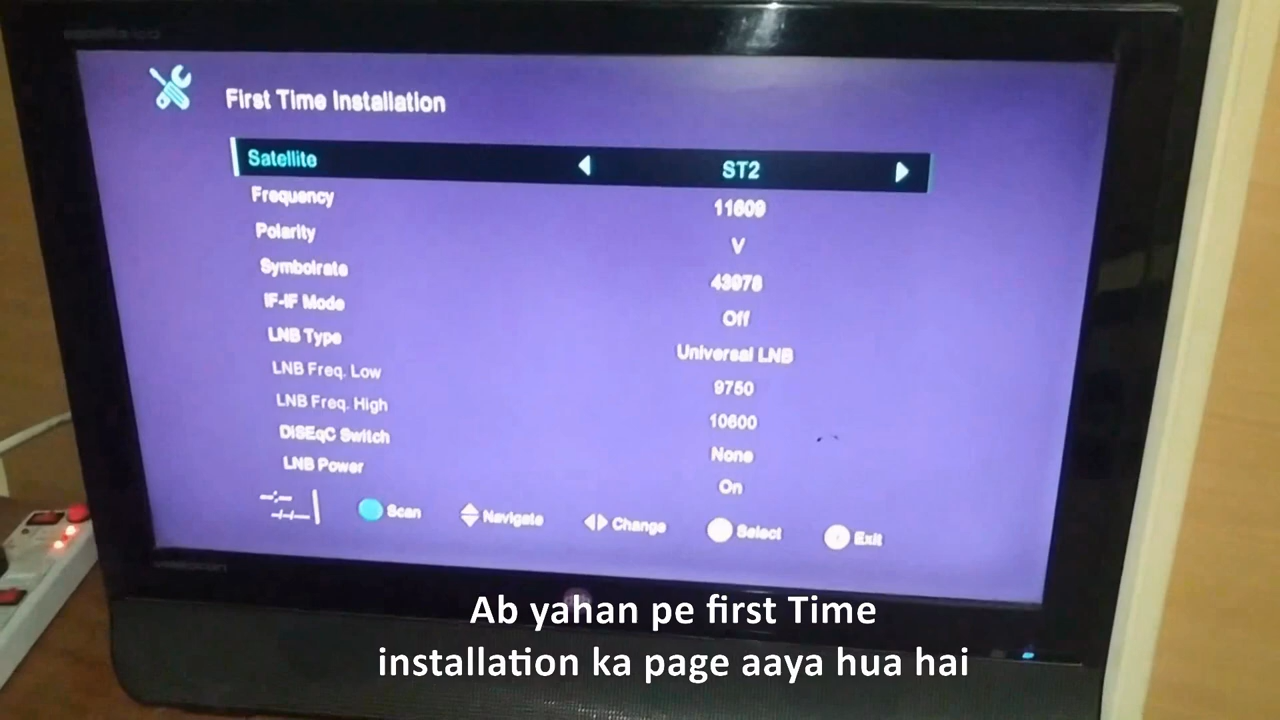 First Time Installation
Satellite ST2
Frequency 11609
Polarity V
Symbolrate 43978
IF-IF Mode Off
LNB Type Universal LNB
LNB Freq. Low 9750
LNB Freq. High 10600
DiSEqC Switch None
LNB Power On
--:--
--/--/--
Scan Navigate Change Select Exit
Ab yahan pe first Time
installation ka page aaya hua hai